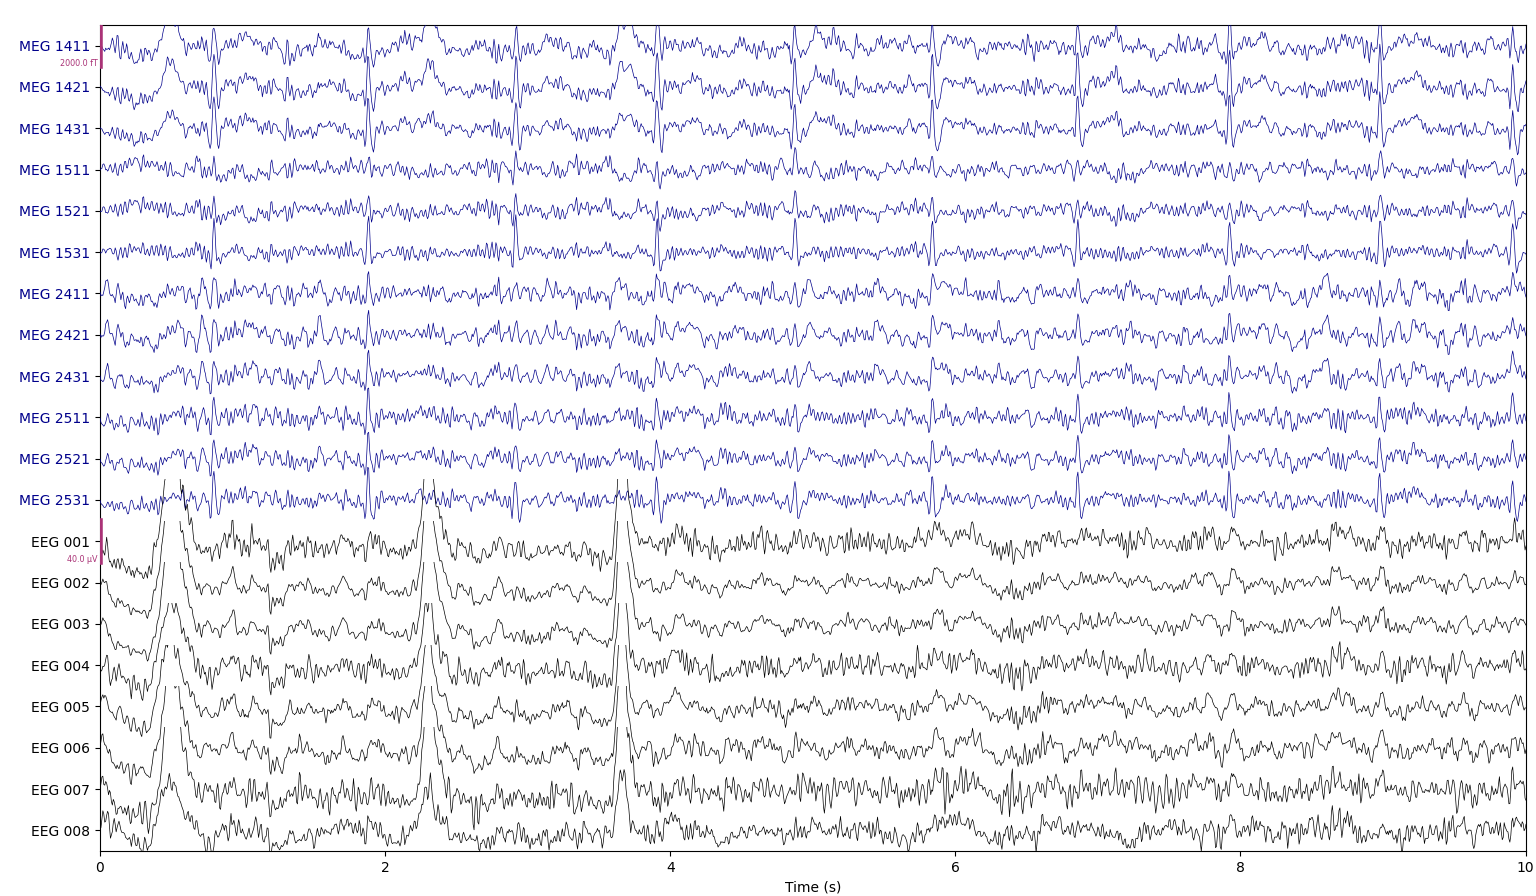 MEG 1411
2000.0 fT
MEG 1421
MEG 1431
MEG 1511
MEG 1521
MEG 1531
MEG 2411
MEG 2421
MEG 2431
MEG 2511
MEG 2521
MEG 2531
EEG 001
40.0 µV
EEG 002
EEG 003
EEG 004
EEG 005
EEG 006
EEG 007
EEG 008
0 2 4 6 8 10
Time (s)